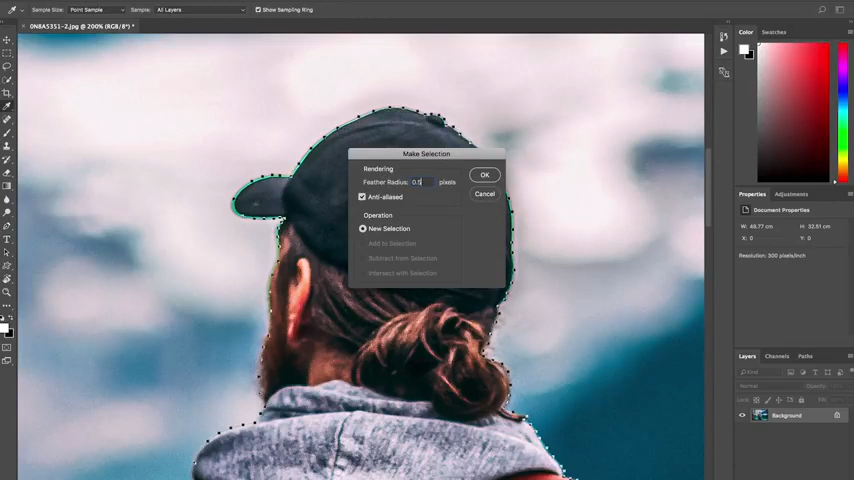 Sample Size: Point Sample
Sample: All Layers
Show Sampling Ring
0N8A5351-2.jpg @ 200% (RGB/8*) *
Make Selection
Rendering
Feather Radius: 0.5 pixels
Anti-aliased
Operation
New Selection
Add to Selection
Subtract from Selection
Intersect with Selection
OK
Cancel
Color
Swatches
Properties
Adjustments
Document Properties
W: 48.77 cm
H: 32.51 cm
X: 0
Y: 0
Resolution: 300 pixels/inch
Layers
Channels
Paths
Kind
Normal
Opacity:
Lock:
Fill:
Background